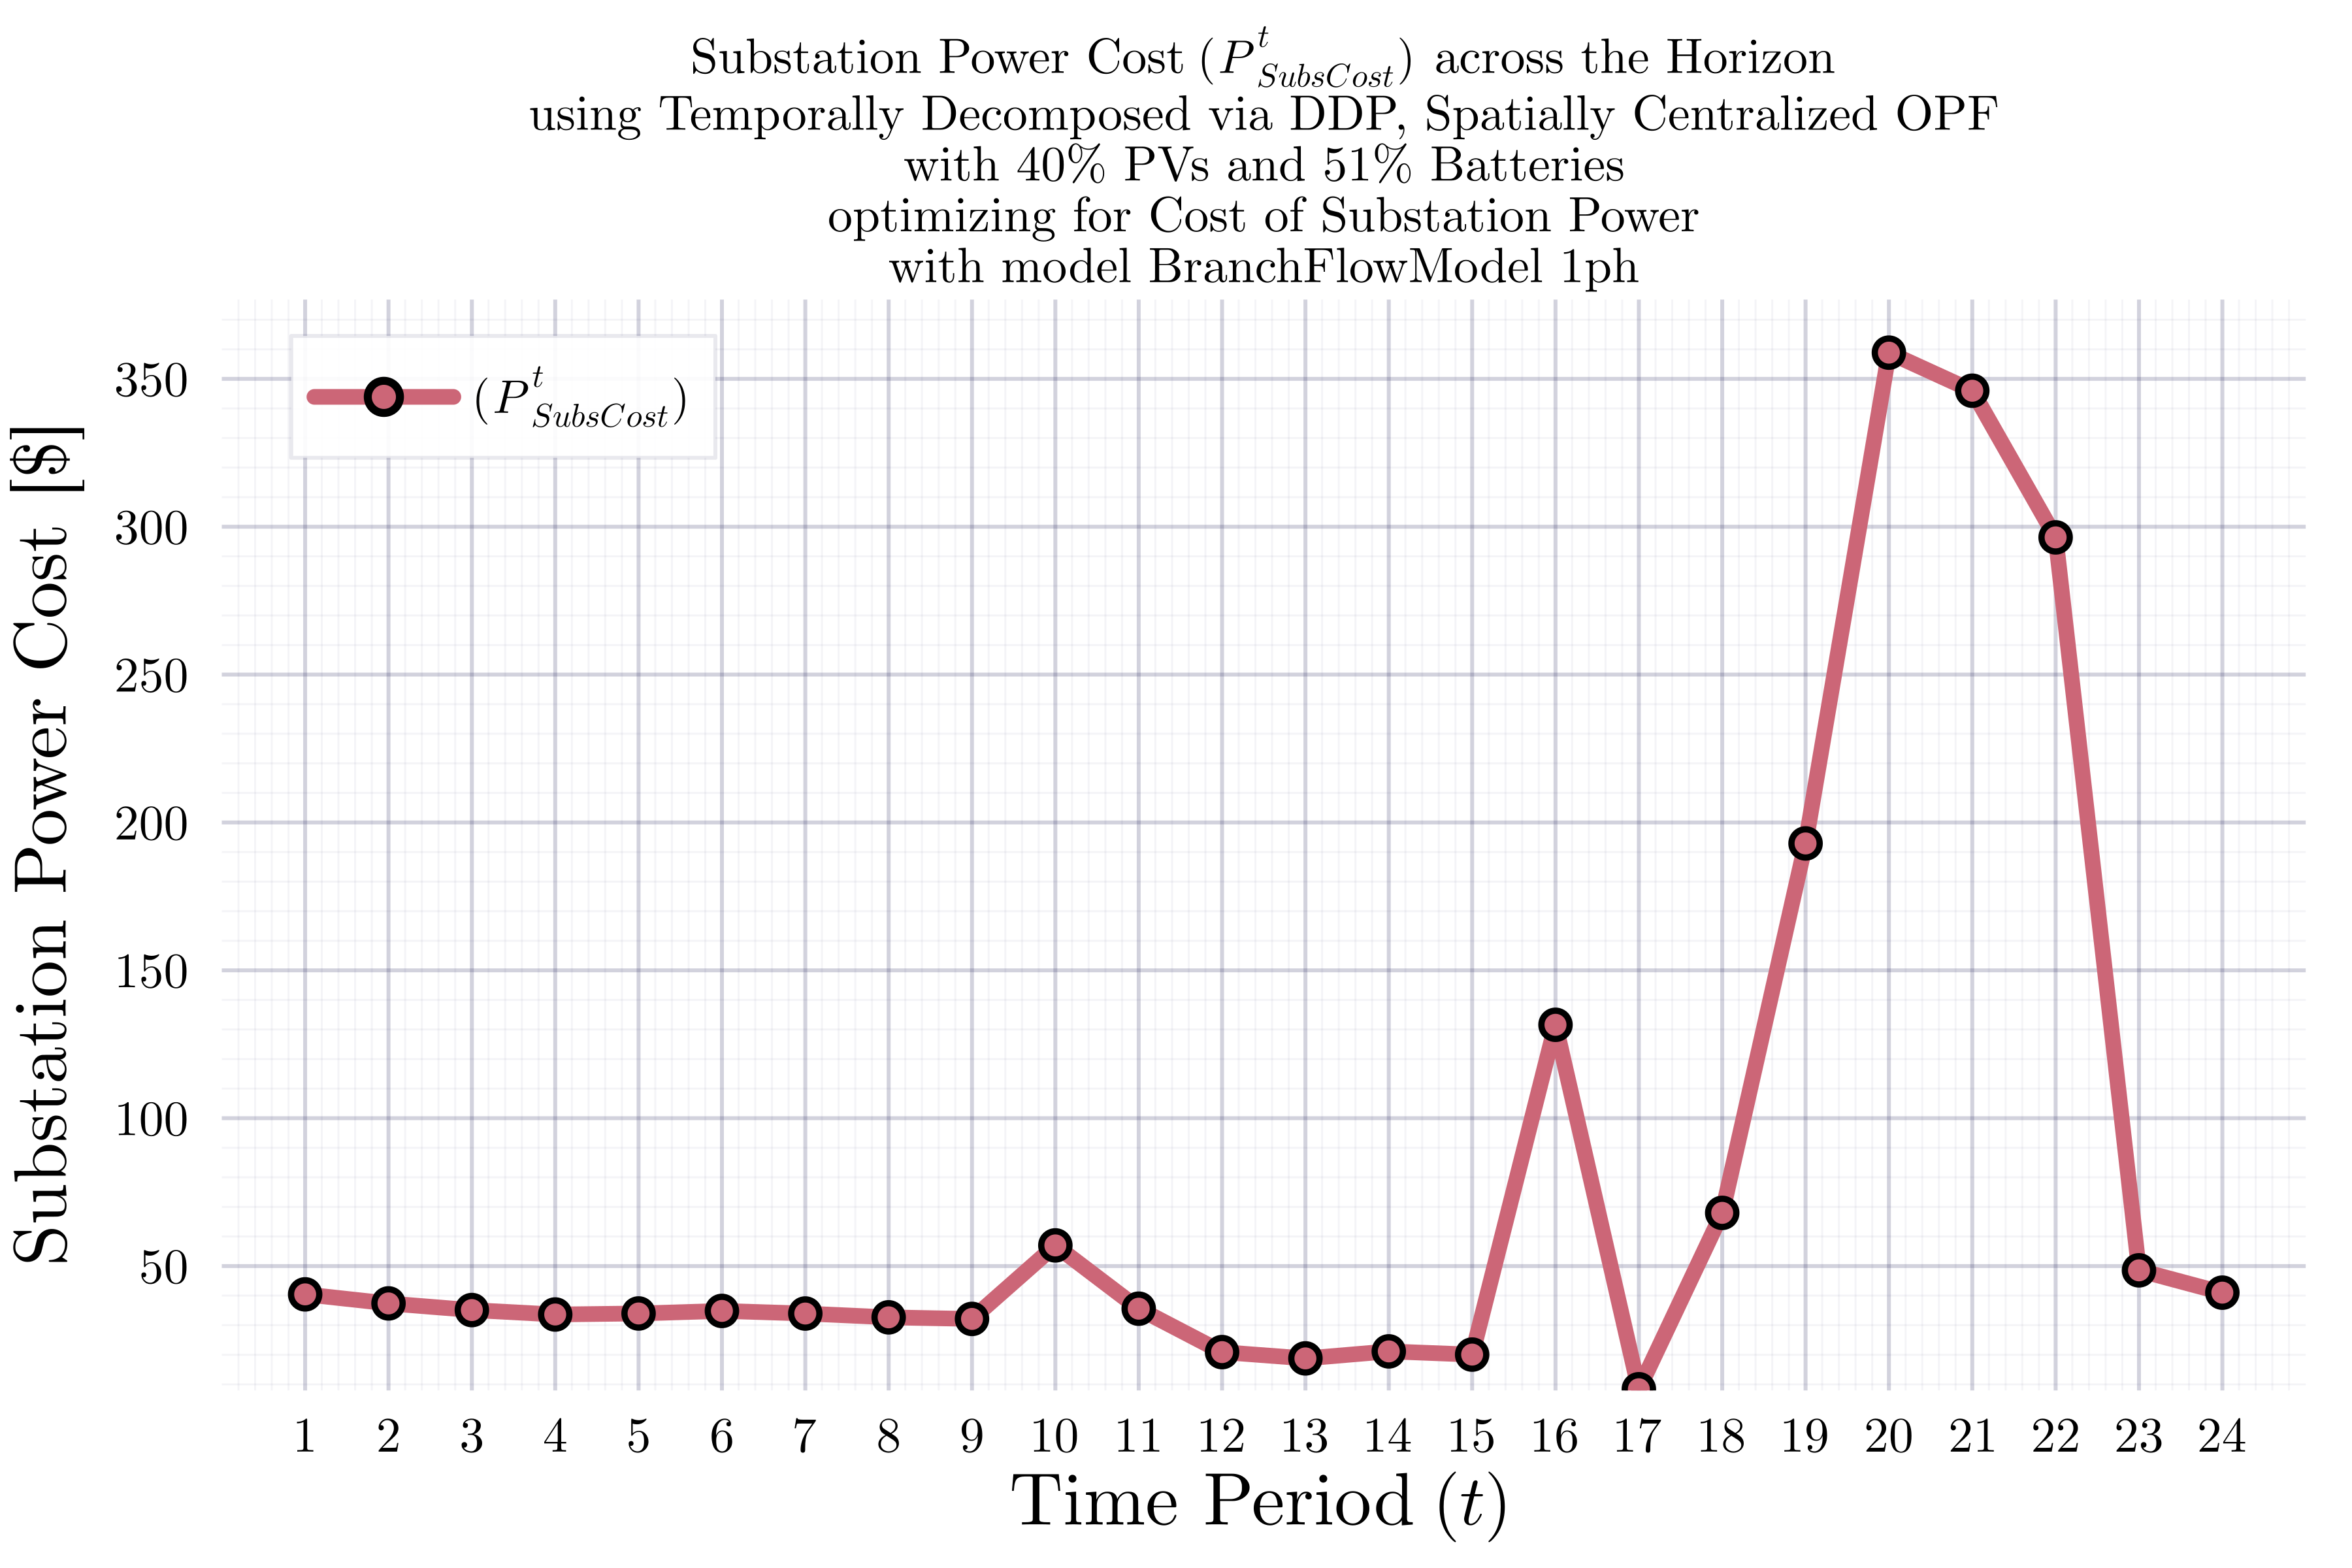 Substation Power Cost (P^t_SubsCost) across the Horizon
using Temporally Decomposed via DDP, Spatially Centralized OPF
with 40% PVs and 51% Batteries
optimizing for Cost of Substation Power
with model BranchFlowModel 1ph
(P^t_SubsCost)
Substation Power Cost [$]
350
300
250
200
150
100
50
1 2 3 4 5 6 7 8 9 10 11 12 13 14 15 16 17 18 19 20 21 22 23 24
Time Period (t)